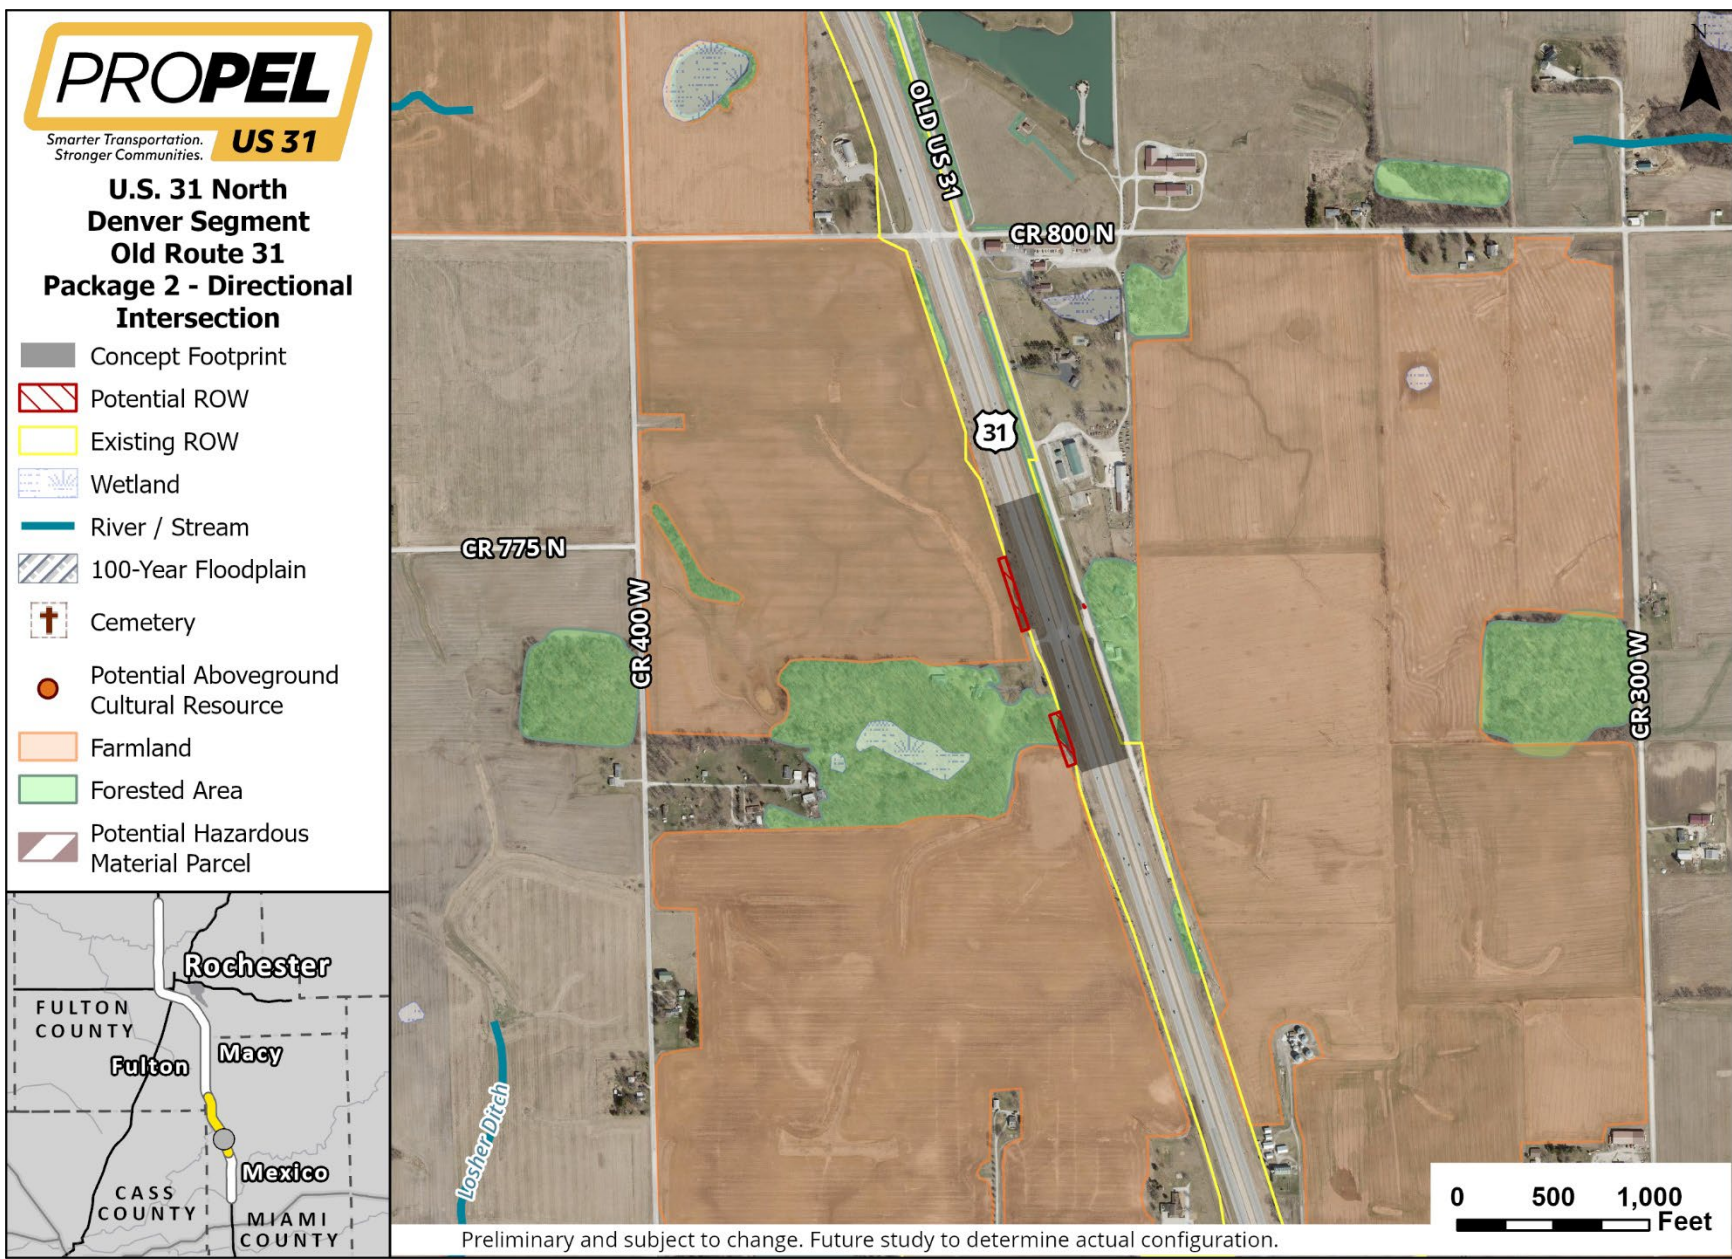 PROPEL
Smarter Transportation.
Stronger Communities.
US 31
U.S. 31 North
Denver Segment
Old Route 31
Package 2 - Directional
Intersection
Concept Footprint
Potential ROW
Existing ROW
Wetland
River / Stream
100-Year Floodplain
Cemetery
Potential Aboveground
Cultural Resource
Farmland
Forested Area
Potential Hazardous
Material Parcel
Rochester
FULTON
COUNTY
Macy
Fulton
Mexico
CASS
COUNTY
MIAMI
COUNTY
N
OLD US 31
CR 800 N
31
CR 775 N
CR 400 W
CR 300 W
Losher Ditch
0 500 1,000
Feet
Preliminary and subject to change. Future study to determine actual configuration.